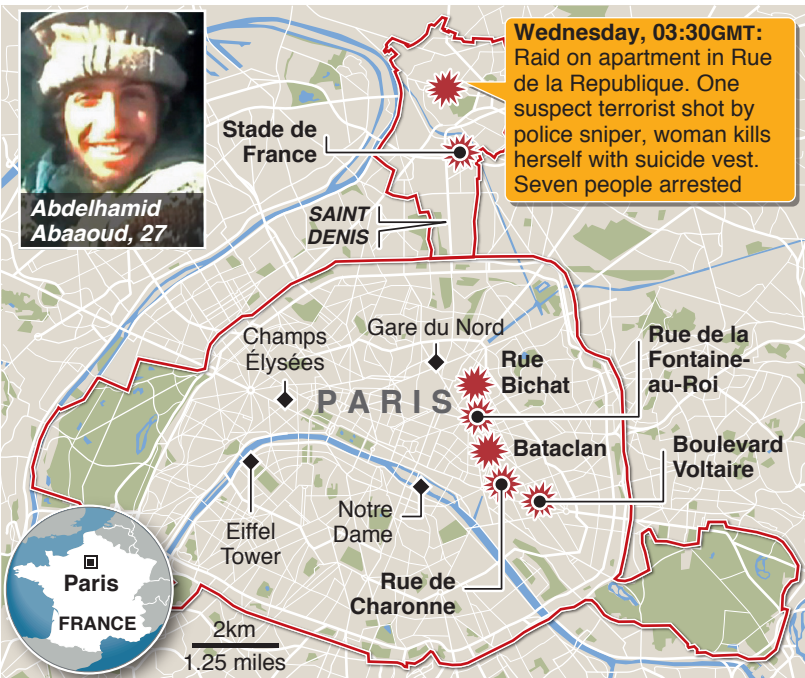 Wednesday, 03:30GMT:
Raid on apartment in Rue
de la Republique. One
suspect terrorist shot by
police sniper, woman kills
herself with suicide vest.
Seven people arrested
Abdelhamid
Abaaoud, 27
Stade de
France
SAINT
DENIS
Champs
Élysées
Gare du Nord
Rue
Bichat
Rue de la
Fontaine-
au-Roi
PARIS
Bataclan
Boulevard
Voltaire
Eiffel
Tower
Notre
Dame
Rue de
Charonne
Paris
FRANCE
2km
1.25 miles